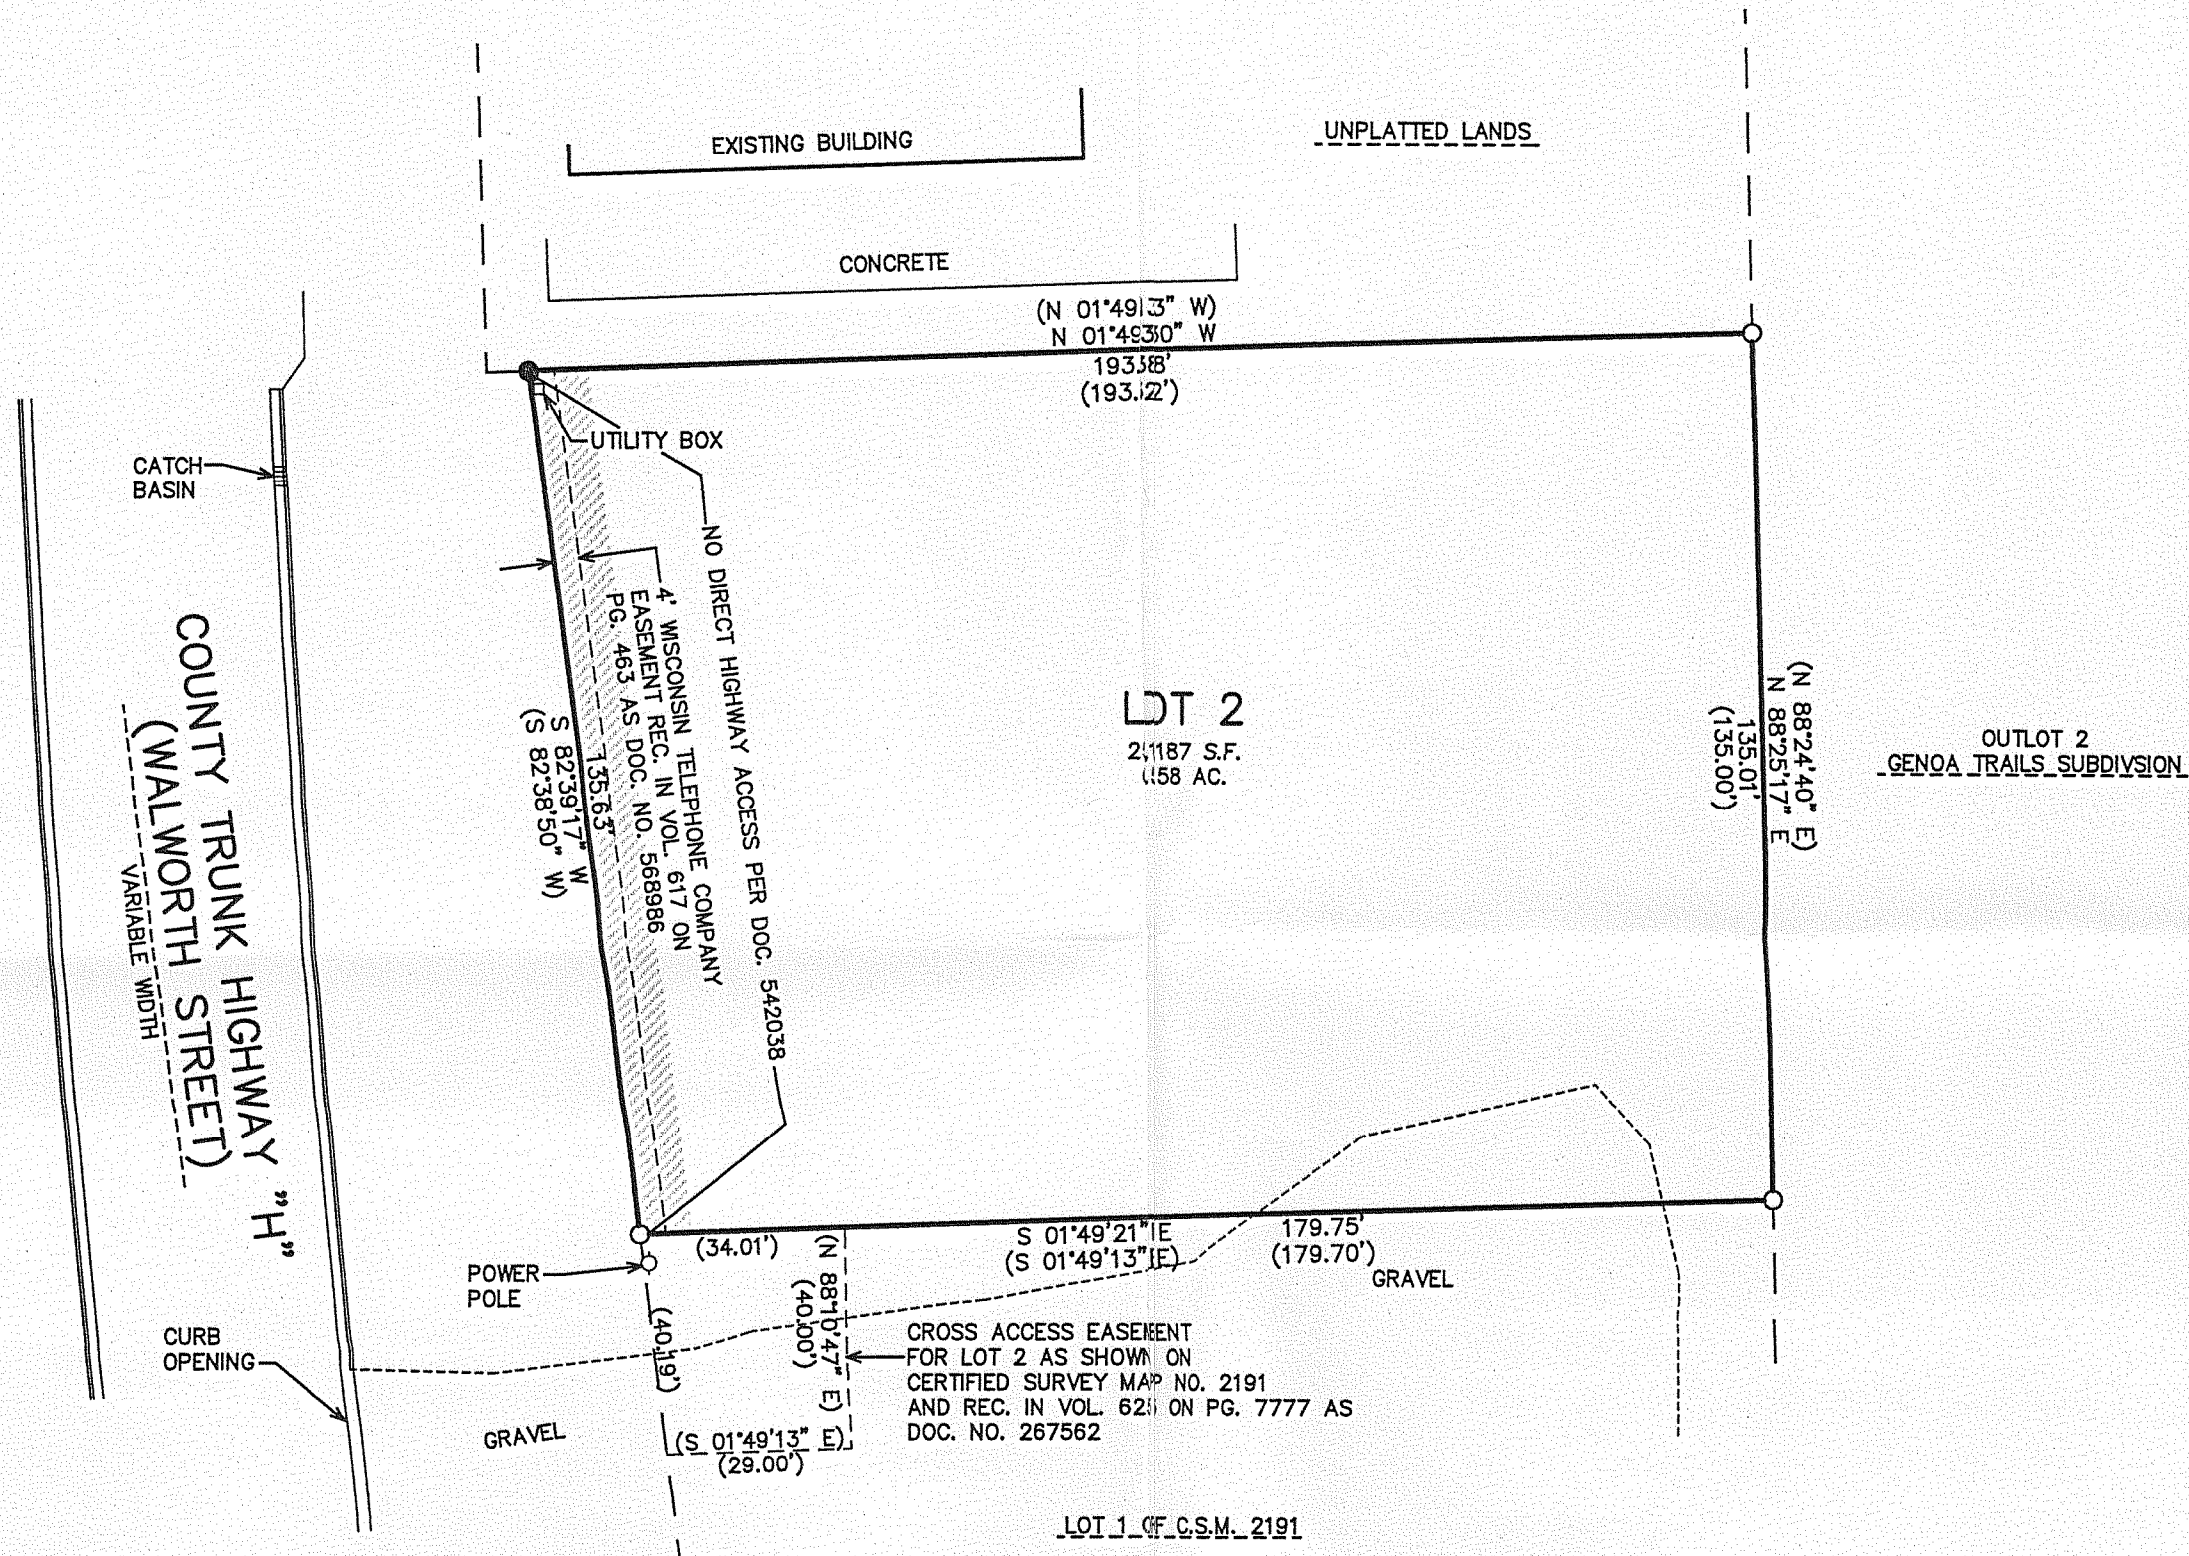 EXISTING BUILDING
UNPLATTED LANDS
CONCRETE
(N 01°49'13" W)
N 01°49'30" W
UTILITY BOX
CATCH
BASIN
NO DIRECT HIGHWAY ACCESS PER DOC. 542038
4' WISCONSIN TELEPHONE COMPANY
EASEMENT REC. IN VOL. 617 ON
PG. 463 AS DOC. NO. 568986
135.63'
S 82°39'17" W
(S 82°38'50" W)
COUNTY TRUNK HIGHWAY "H"
(WALWORTH STREET)
VARIABLE WIDTH
LOT 2
S.F.
AC.
(N 88°24'40" E)
N 88°25'17" E
135.01'
(135.00')
OUTLOT 2
GENOA TRAILS SUBDIVSION
(34.01')
S 01°49'21" E
(S 01°49'13" E)
179.75'
(179.70')
GRAVEL
POWER
POLE
(N 88°10'47" E)
(40.00')
(40.19')
CURB
OPENING
CROSS ACCESS EASEMENT
FOR LOT 2 AS SHOWN ON
CERTIFIED SURVEY MAP NO. 2191
AND REC. IN VOL. ON PG. 7777 AS
DOC. NO. 267562
GRAVEL
(S 01°49'13" E)
(29.00')
LOT 1 OF C.S.M. 2191